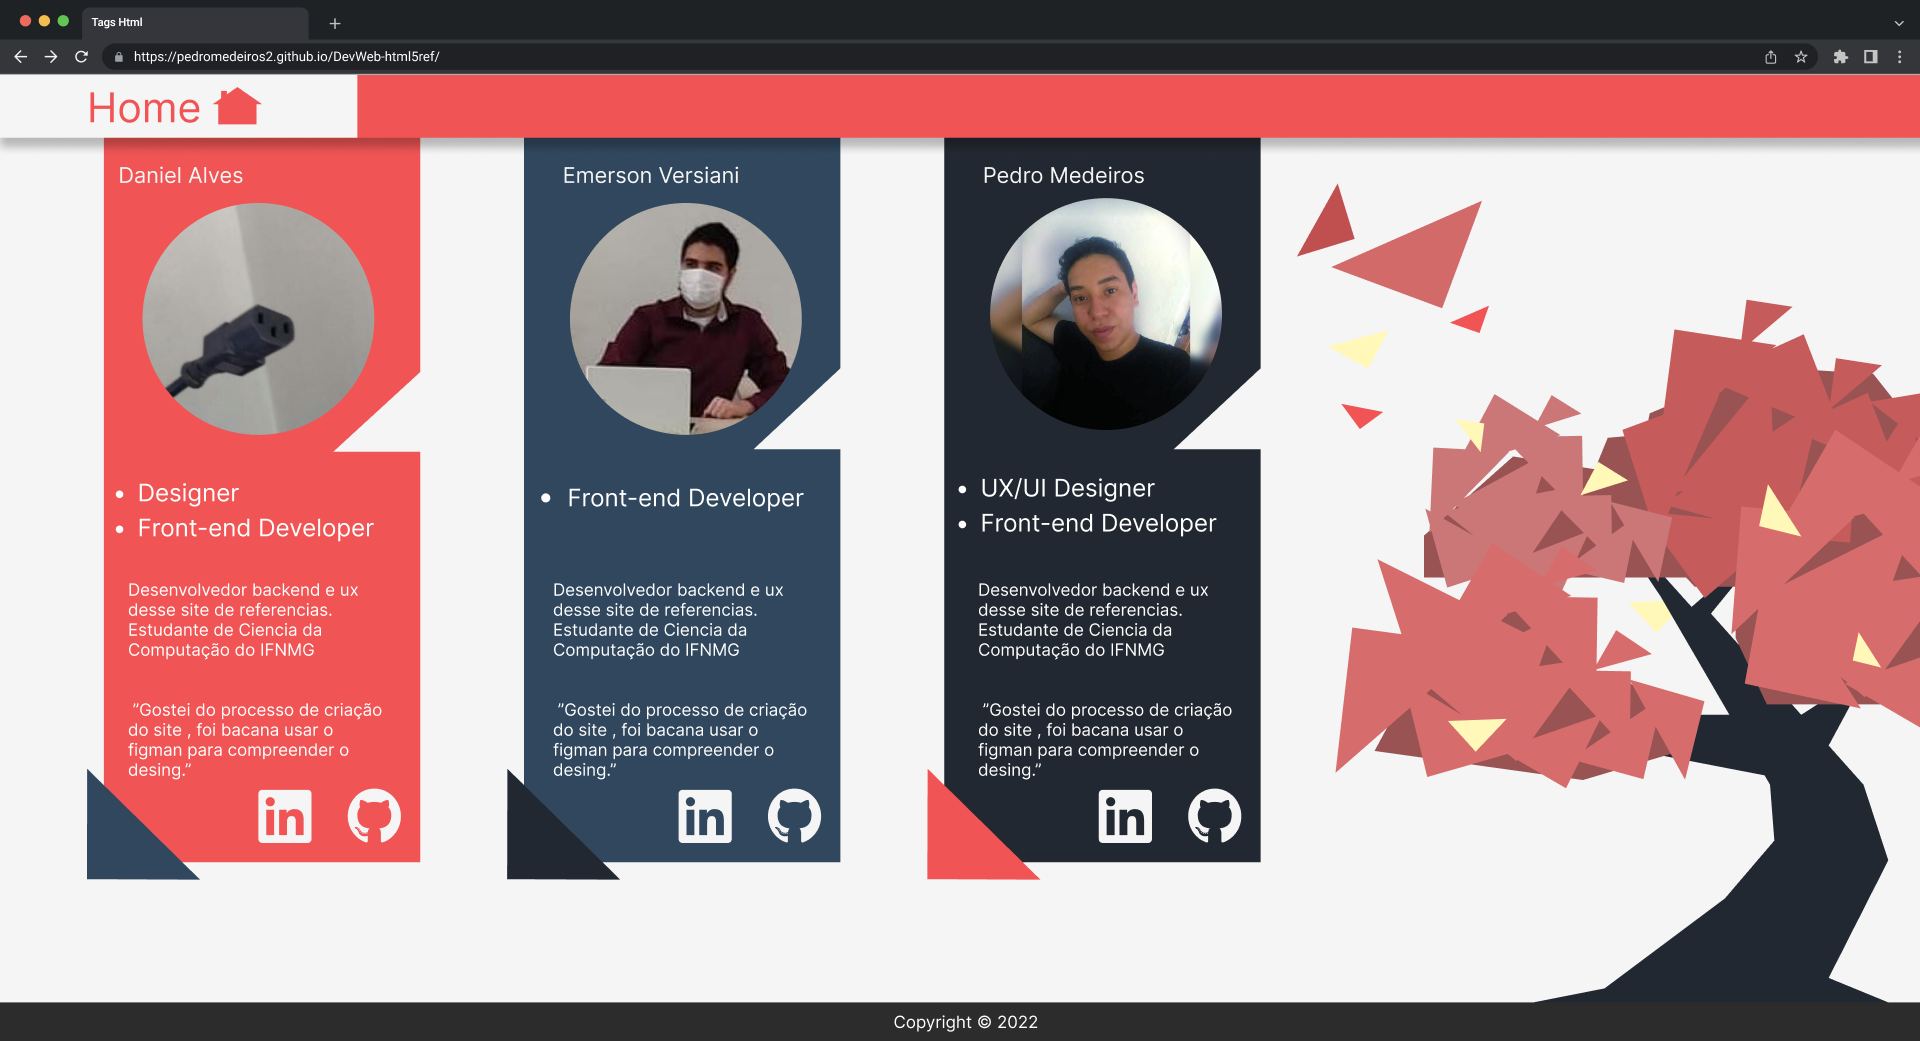 Tags Html
https://pedromedeiros2.github.io/DevWeb-html5ref/
Home
Daniel Alves
Designer
Front-end Developer
Desenvolvedor backend e ux
desse site de referencias.
Estudante de Ciencia da
Computação do IFNMG
”Gostei do processo de criação
do site , foi bacana usar o
figman para compreender o
desing.”
in
Emerson Versiani
Front-end Developer
Desenvolvedor backend e ux
desse site de referencias.
Estudante de Ciencia da
Computação do IFNMG
”Gostei do processo de criação
do site , foi bacana usar o
figman para compreender o
desing.”
in
Pedro Medeiros
UX/UI Designer
Front-end Developer
Desenvolvedor backend e ux
desse site de referencias.
Estudante de Ciencia da
Computação do IFNMG
”Gostei do processo de criação
do site , foi bacana usar o
figman para compreender o
desing.”
in
Copyright © 2022